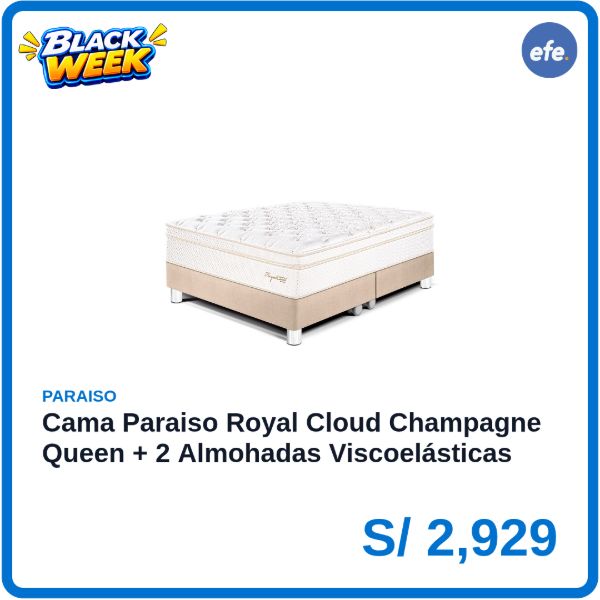 BLACK
WEEK
efe.
PARAISO
Cama Paraiso Royal Cloud Champagne
Queen + 2 Almohadas Viscoelásticas
S/ 2,929